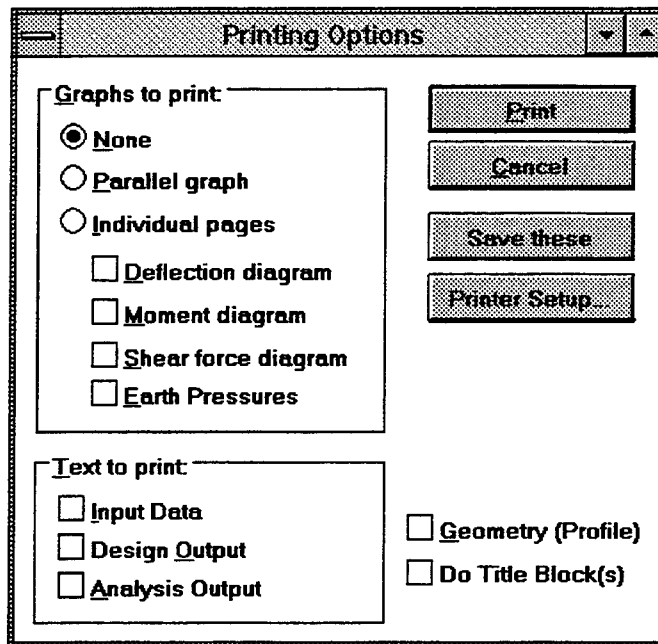 Printing Options
Graphs to print:
None
Parallel graph
Individual pages
Deflection diagram
Moment diagram
Shear force diagram
Earth Pressures
Print
Cancel
Save these
Printer Setup...
Text to print:
Input Data
Design Output
Analysis Output
Geometry (Profile)
Do Title Block(s)